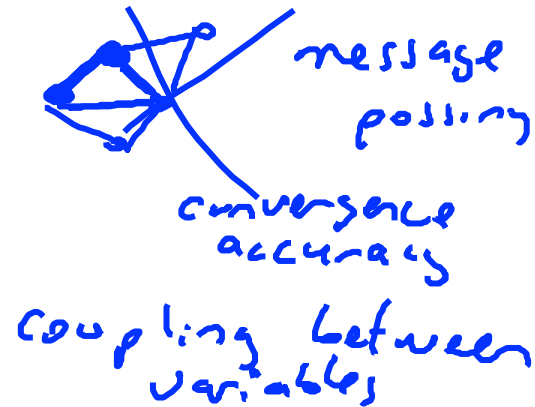 message
passing
convergence
accuracy
coupling between
variables